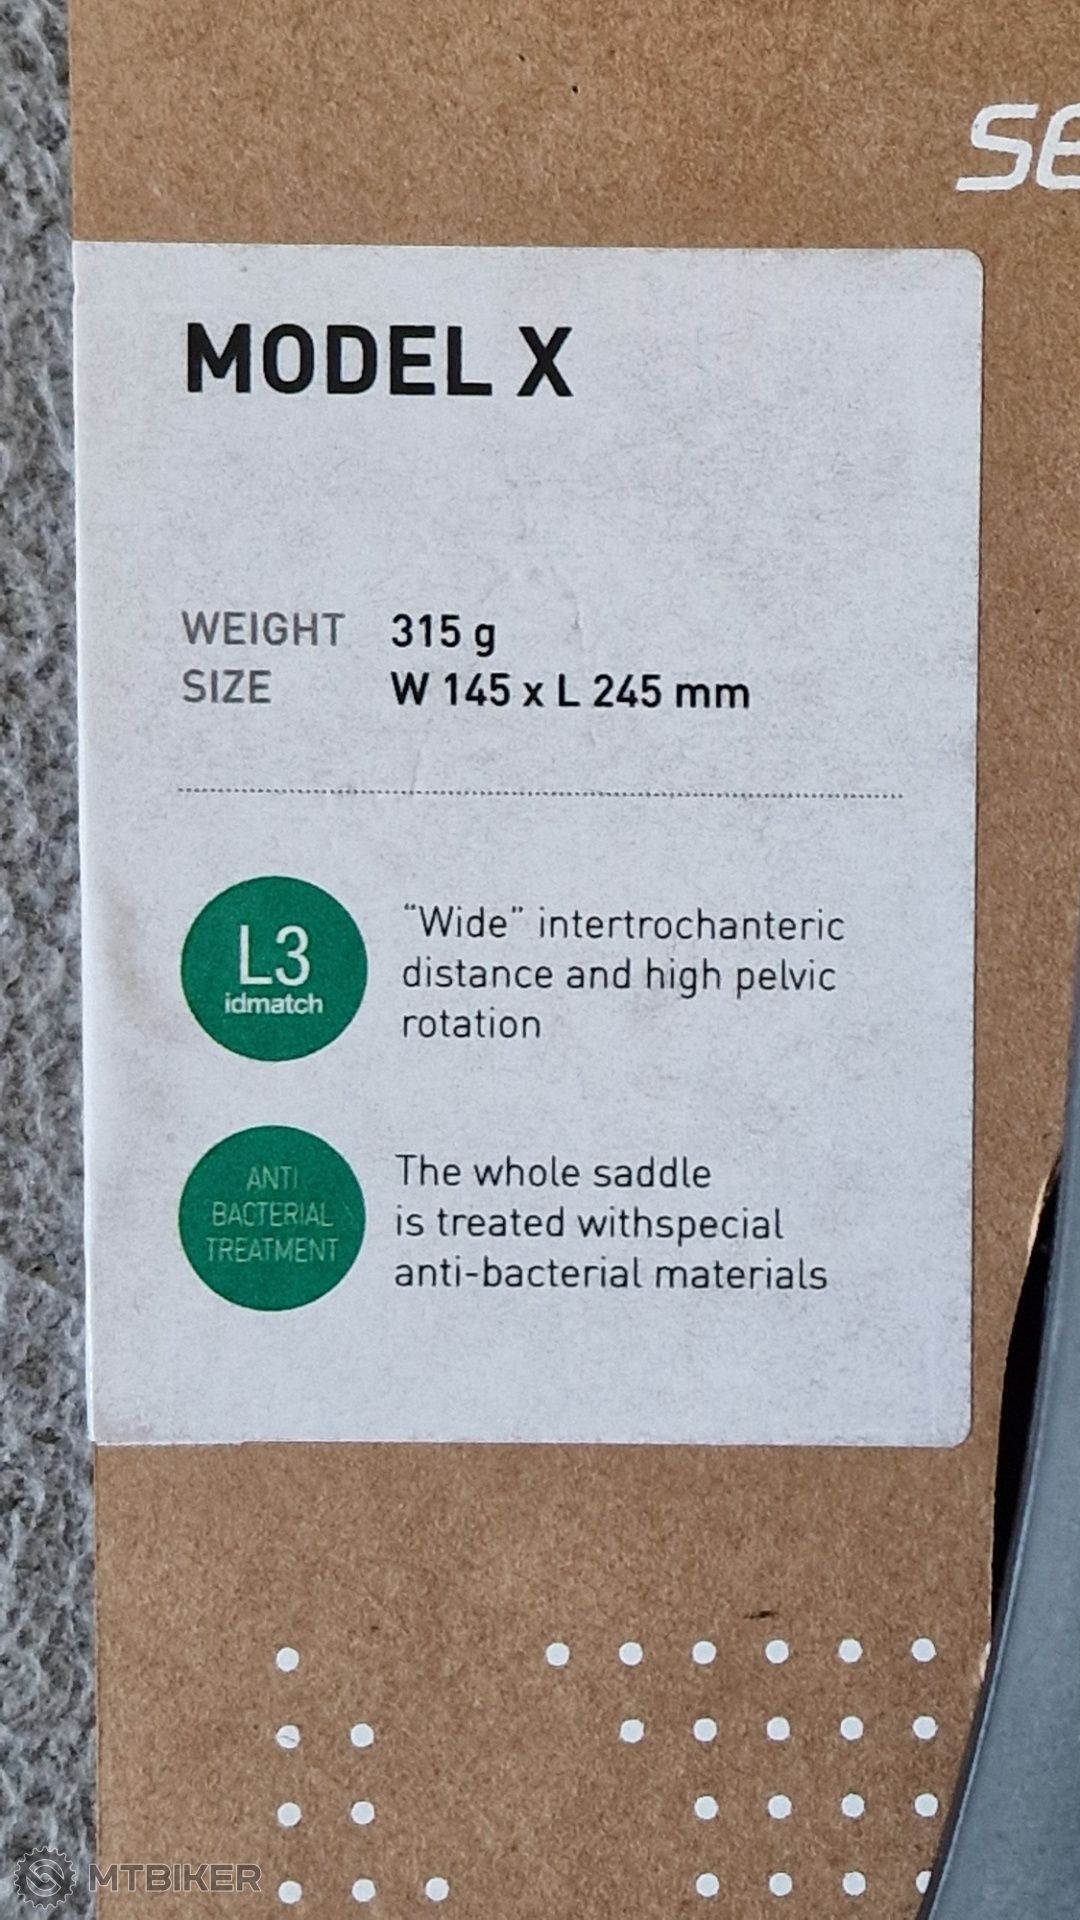 SE
MODEL X
WEIGHT 315 g
SIZE W 145 x L 245 mm
L3
idmatch
“Wide” intertrochanteric
distance and high pelvic
rotation
ANTI
BACTERIAL
TREATMENT
The whole saddle
is treated withspecial
anti-bacterial materials
MTBIKER